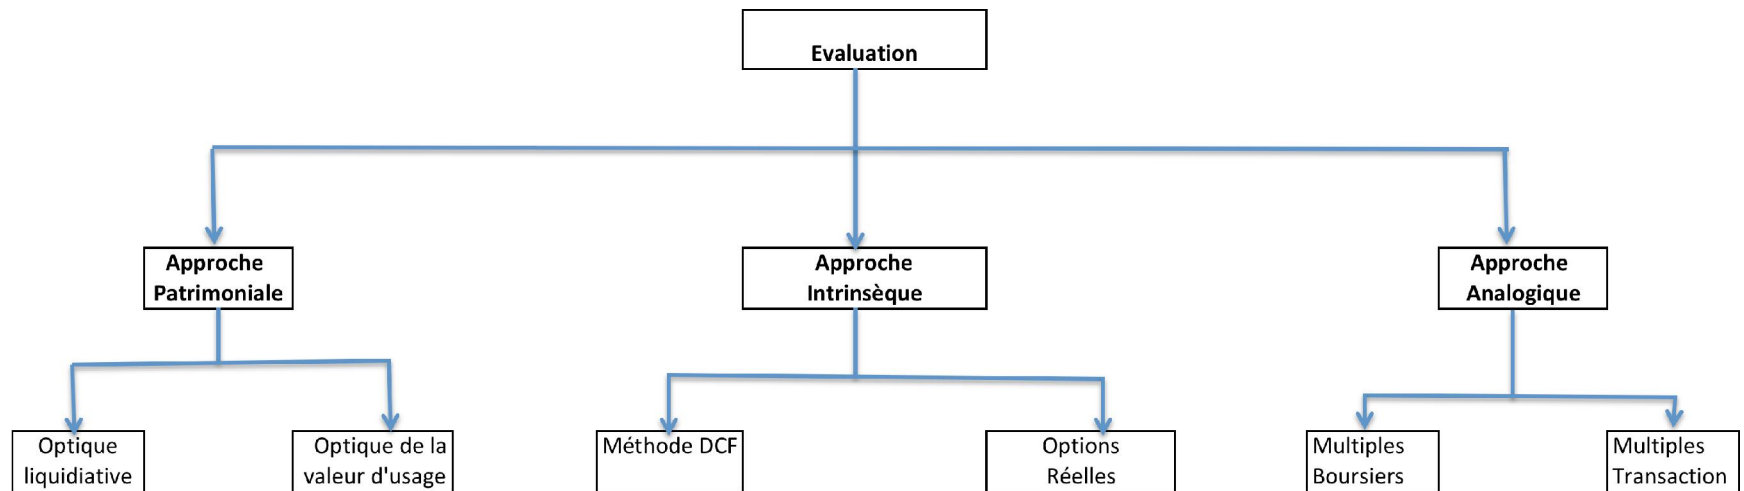 Evaluation
Approche
Patrimoniale
Approche
Intrinsèque
Approche
Analogique
Optique
liquidiative
Optique de la
valeur d'usage
Méthode DCF
Options
Réelles
Multiples
Boursiers
Multiples
Transaction